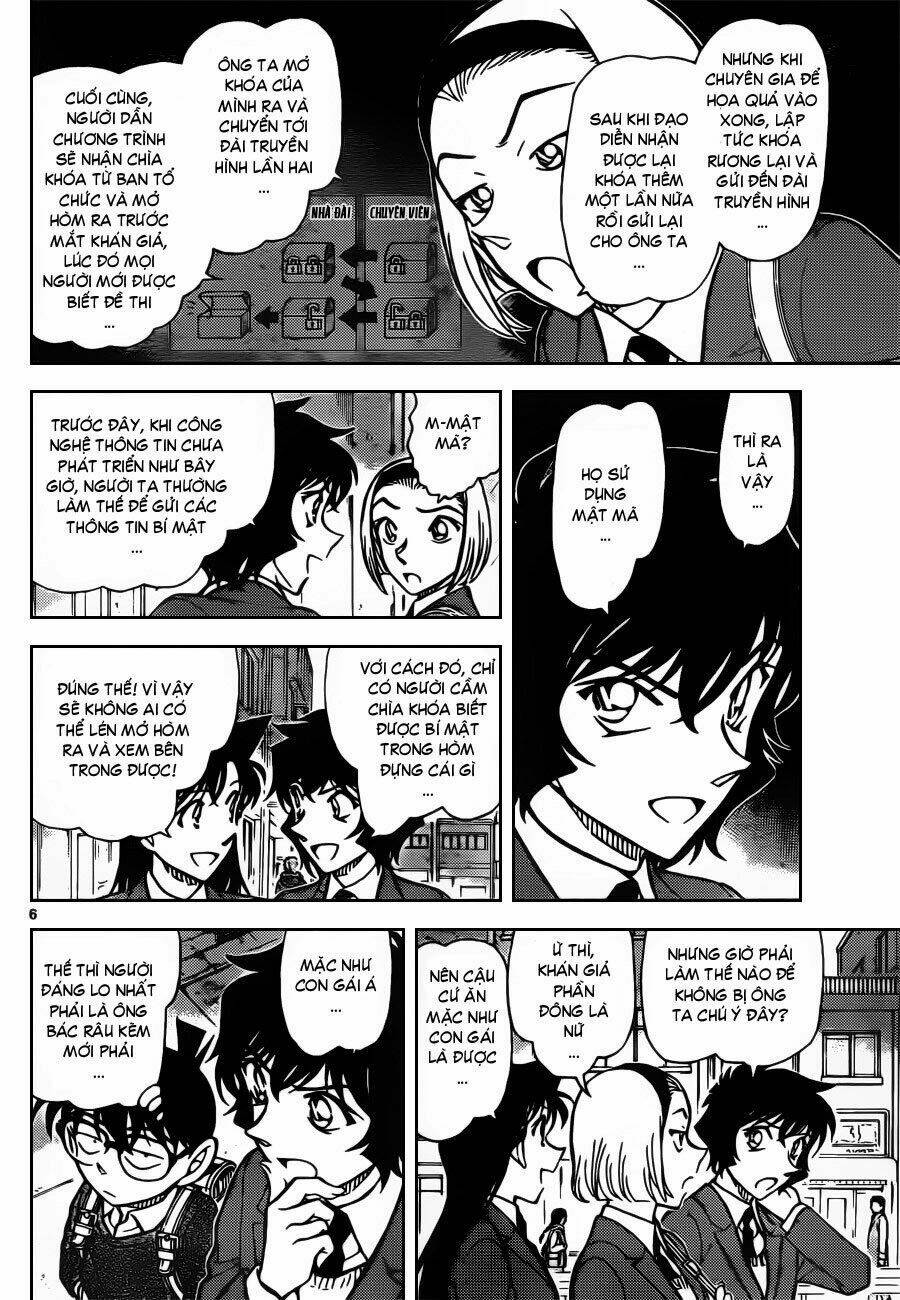 NHƯNG KHI
CHUYÊN GIA ĐỂ
HOA QUẢ VÀO
XONG, LẬP
TỨC KHÓA
RƯƠNG LẠI VÀ
GỬI ĐẾN ĐÀI
TRUYỀN HÌNH
...
SAU KHI ĐẠO
DIỄN NHẬN
ĐƯỢC LẠI
KHÓA THÊM
MỘT LẦN NỮA
RỒI GỬI LẠI
CHO ÔNG TA
...
ÔNG TA MỞ
KHÓA CỦA
MÌNH RA VÀ
CHUYỂN TỚI
ĐÀI TRUYỀN
HÌNH LẦN HAI
...
CUỐI CÙNG,
NGƯỜI DẪN
CHƯƠNG TRÌNH
SẼ NHẬN CHÌA
KHÓA TỪ BAN TỔ
CHỨC VÀ MỞ
HÒM RA TRƯỚC
MẮT KHÁN GIẢ,
LÚC ĐÓ MỌI
NGƯỜI MỚI ĐƯỢC
BIẾT ĐỀ THI
...
NHÀ ĐÀI
CHUYÊN VIÊN
THÌ RA
LÀ
VẬY
...
HỌ SỬ
DỤNG
MẬT MÃ
...
M-MẬT
MÃ?
TRƯỚC ĐÂY, KHI CÔNG
NGHỆ THÔNG TIN CHƯA
PHÁT TRIỂN NHƯ BÂY
GIỜ, NGƯỜI TA THƯỜNG
LÀM THẾ ĐỂ GỬI CÁC
THÔNG TIN BÍ MẬT
...
VỚI CÁCH ĐÓ, CHỈ
CÓ NGƯỜI CẦM
CHÌA KHÓA BIẾT
ĐƯỢC BÍ MẬT
TRONG HÒM
ĐỰNG CÁI GÌ
...
ĐÚNG THẾ! VÌ VẬY
SẼ KHÔNG AI CÓ
THỂ LÉN MỞ HÒM
RA VÀ XEM BÊN
TRONG ĐƯỢC!
6
NHƯNG GIỜ PHẢI
LÀM THẾ NÀO ĐỂ
KHÔNG BỊ ÔNG
TA CHÚ Ý ĐÂY?
Ừ THÌ,
KHÁN GIẢ
PHẦN
ĐÔNG LÀ
NỮ
...
NÊN CẬU
CỨ ĂN
MẶC NHƯ
CON GÁI
LÀ ĐƯỢC
MẶC NHƯ
CON GÁI Á
...
THẾ THÌ NGƯỜI
ĐÁNG LO NHẤT
PHẢI LÀ ÔNG
BÁC RÂU KẼM
MỚI PHẢI
...